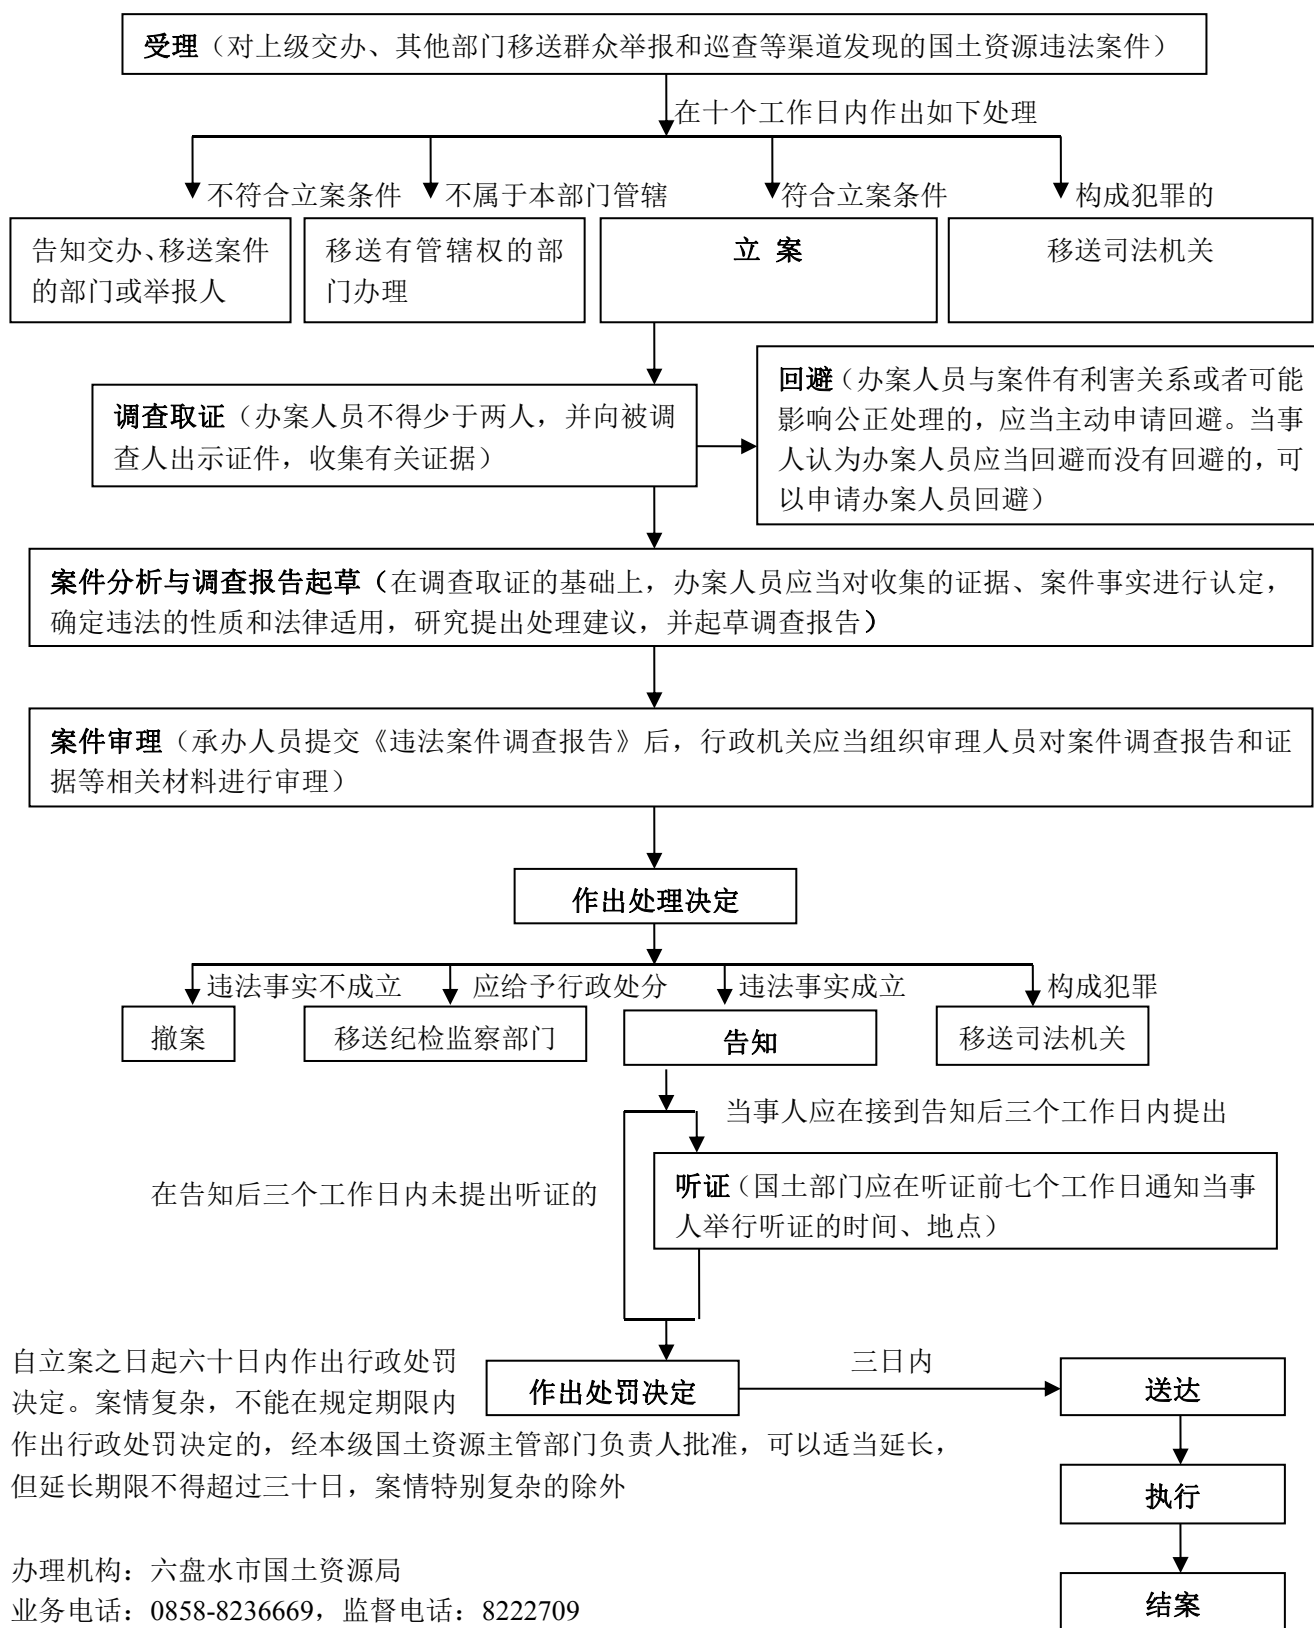 受理（对上级交办、其他部门移送群众举报和巡查等渠道发现的国土资源违法案件）
在十个工作日内作出如下处理
不符合立案条件
不属于本部门管辖
符合立案条件
构成犯罪的
告知交办、移送案件
的部门或举报人
移送有管辖权的部
门办理
立 案
移送司法机关
调查取证（办案人员不得少于两人，并向被调
查人出示证件，收集有关证据）
回避（办案人员与案件有利害关系或者可能
影响公正处理的，应当主动申请回避。当事
人认为办案人员应当回避而没有回避的，可
以申请办案人员回避）
案件分析与调查报告起草（在调查取证的基础上，办案人员应当对收集的证据、案件事实进行认定，
确定违法的性质和法律适用，研究提出处理建议，并起草调查报告）
案件审理（承办人员提交《违法案件调查报告》后，行政机关应当组织审理人员对案件调查报告和证
据等相关材料进行审理）
作出处理决定
违法事实不成立
应给予行政处分
违法事实成立
构成犯罪
撤案
移送纪检监察部门
告知
移送司法机关
当事人应在接到告知后三个工作日内提出
在告知后三个工作日内未提出听证的
听证（国土部门应在听证前七个工作日通知当事
人举行听证的时间、地点）
作出处罚决定
三日内
送达
自立案之日起六十日内作出行政处罚
决定。案情复杂，不能在规定期限内
作出行政处罚决定的，经本级国土资源主管部门负责人批准，可以适当延长，
但延长期限不得超过三十日，案情特别复杂的除外
执行
结案
办理机构：六盘水市国土资源局
业务电话：0858-8236669，监督电话：8222709